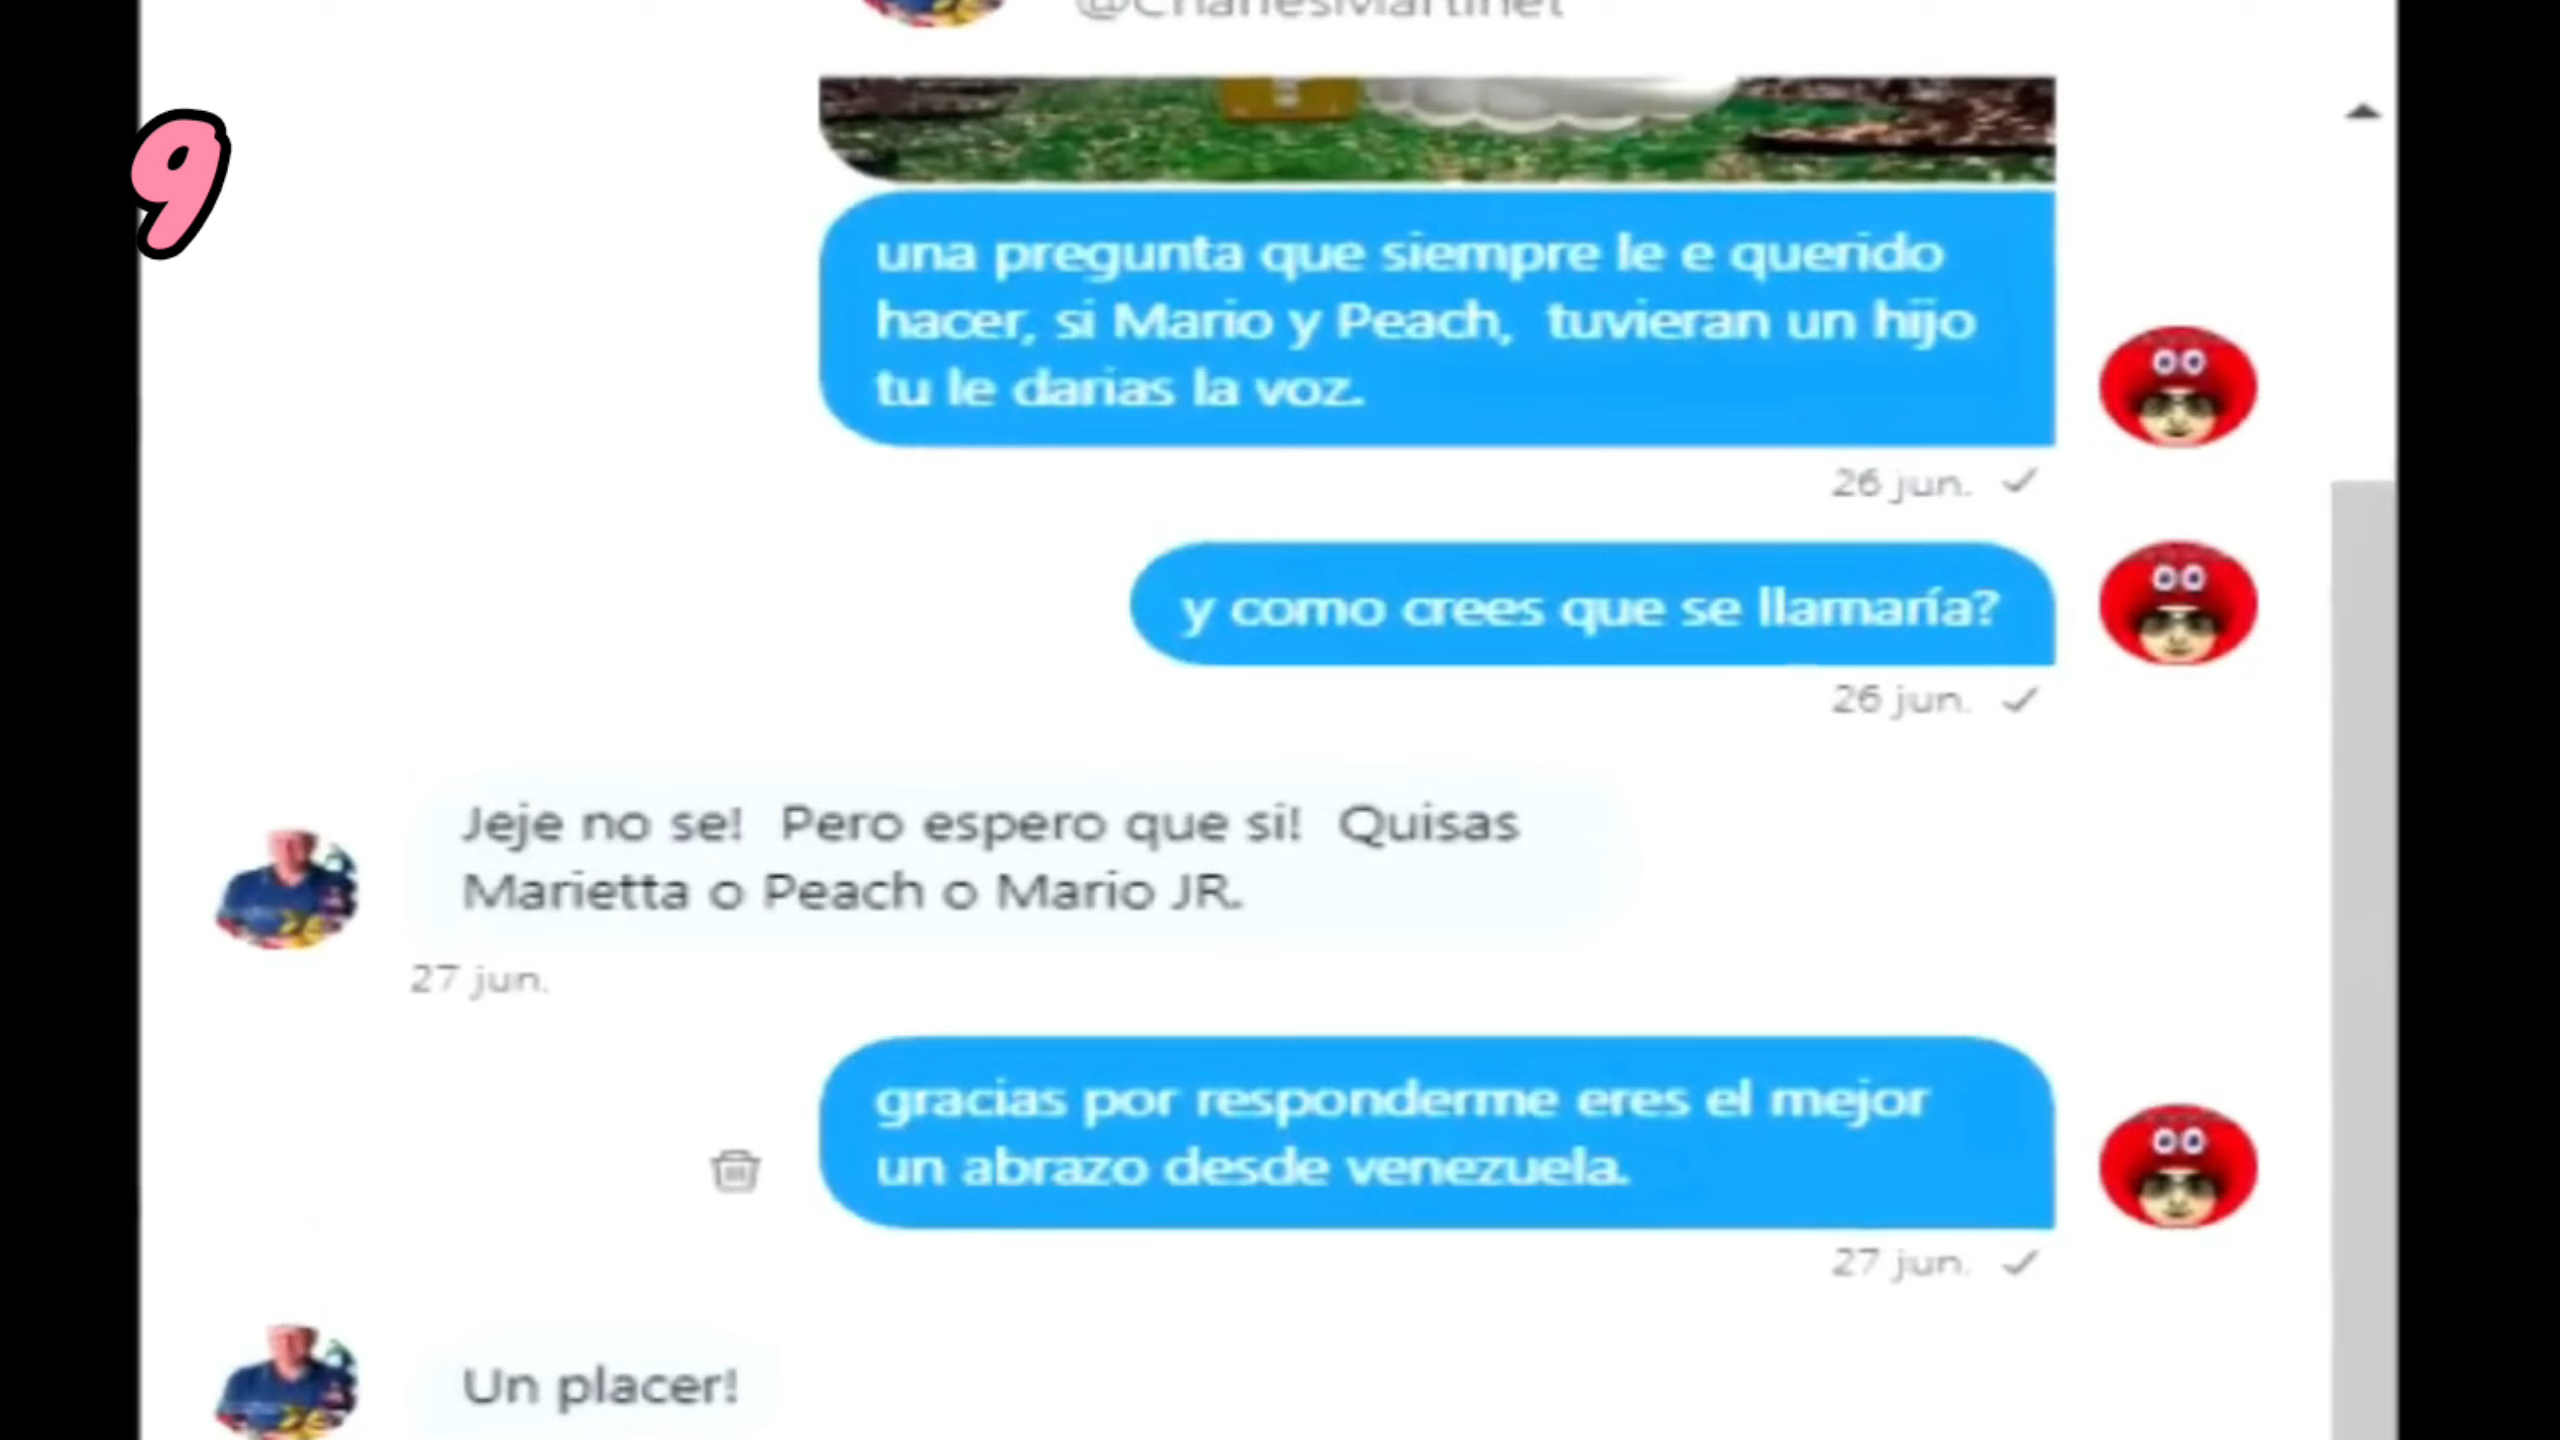 @CharlesMartinet
9
una pregunta que siempre le e querido
hacer, si Mario y Peach, tuvieran un hijo
tu le darias la voz.
26 jun.
y como crees que se llamaría?
26 jun.
Jeje no se! Pero espero que si! Quisas
Marietta o Peach o Mario JR.
27 jun.
gracias por responderme eres el mejor
un abrazo desde venezuela.
27 jun.
Un placer!